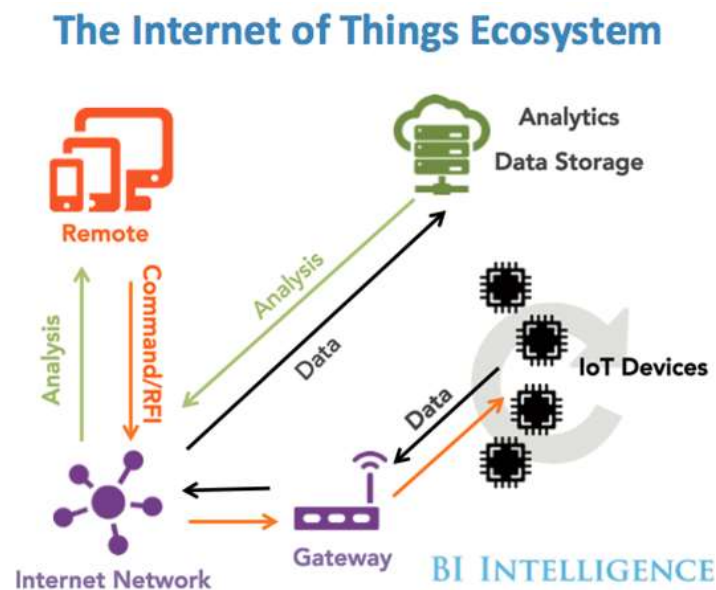 The Internet of Things Ecosystem
Analytics
Data Storage
Remote
Analysis
Command/RFI
Analysis
Data
IoT Devices
Data
Gateway
Internet Network
BI INTELLIGENCE